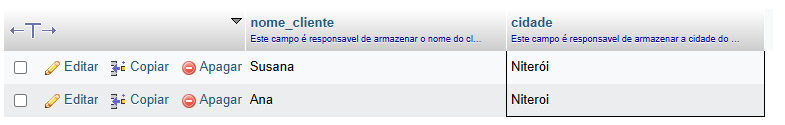 nome_cliente cidade
Este campo é responsavel de armazenar o nome do cl... Este campo é responsavel de armazenar a cidade do ...
Editar Copiar Apagar Susana Niterói
Editar Copiar Apagar Ana Niteroi